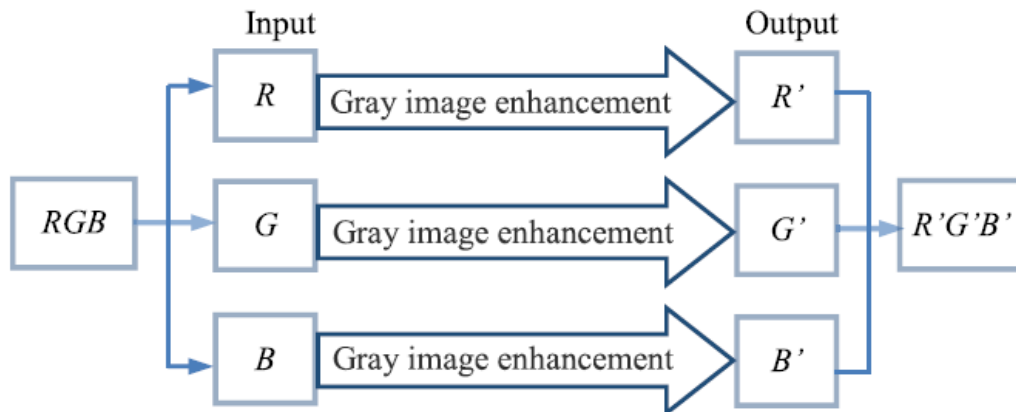 Input
Output
R
Gray image enhancement
R’
RGB
G
Gray image enhancement
G’
R’G’B’
B
Gray image enhancement
B’